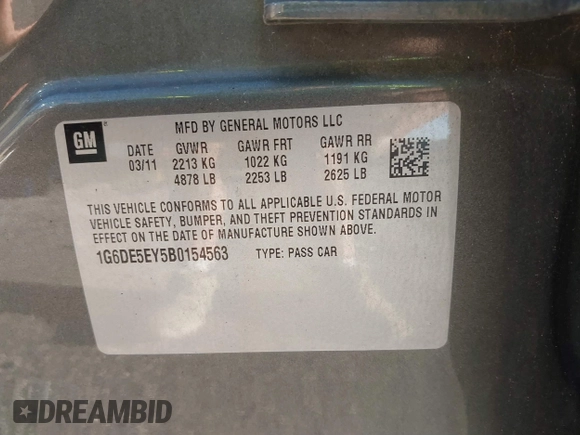 GM
MFD BY GENERAL MOTORS LLC
DATE GVWR GAWR FRT GAWR RR
03/11 2213 KG 1022 KG 1191 KG
4878 LB 2253 LB 2625 LB
THIS VEHICLE CONFORMS TO ALL APPLICABLE U.S. FEDERAL MOTOR
VEHICLE SAFETY, BUMPER, AND THEFT PREVENTION STANDARDS IN
EFFECT ON THE DATE OF MANUFACTURE SHOWN ABOVE.
1G6DE5EY5B0154563 TYPE: PASS CAR
DREAMBID